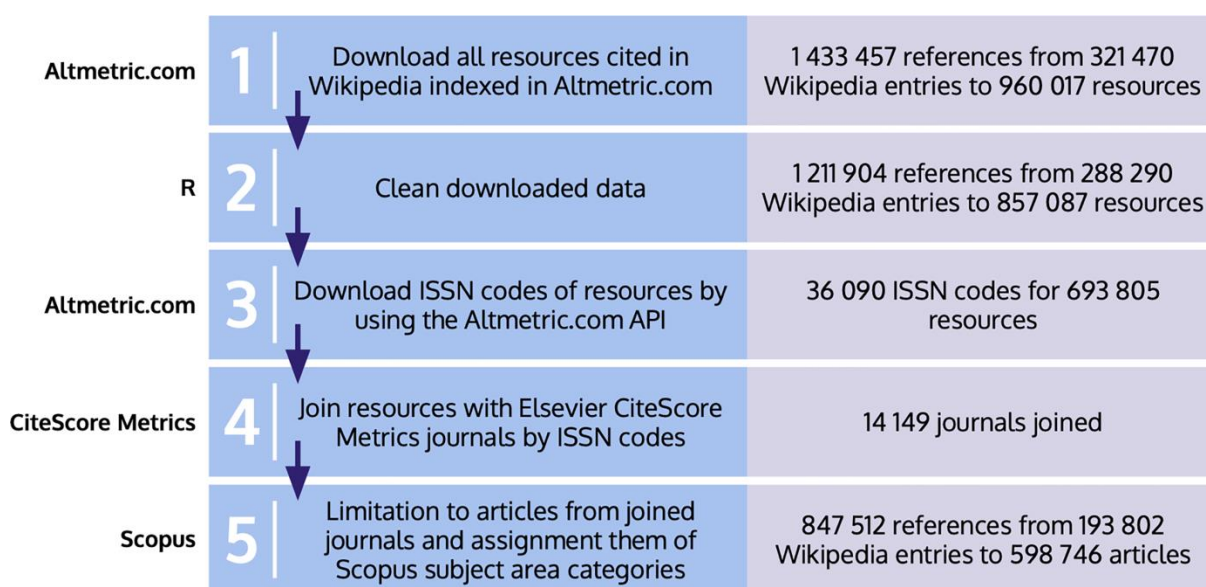 Altmetric.com
1
Download all resources cited in
Wikipedia indexed in Altmetric.com
1 433 457 references from 321 470
Wikipedia entries to 960 017 resources
R
2
Clean downloaded data
1 211 904 references from 288 290
Wikipedia entries to 857 087 resources
Altmetric.com
3
Download ISSN codes of resources by
using the Altmetric.com API
36 090 ISSN codes for 693 805
resources
CiteScore Metrics
4
Join resources with Elsevier CiteScore
Metrics journals by ISSN codes
14 149 journals joined
Scopus
5
Limitation to articles from joined
journals and assignment them of
Scopus subject area categories
847 512 references from 193 802
Wikipedia entries to 598 746 articles